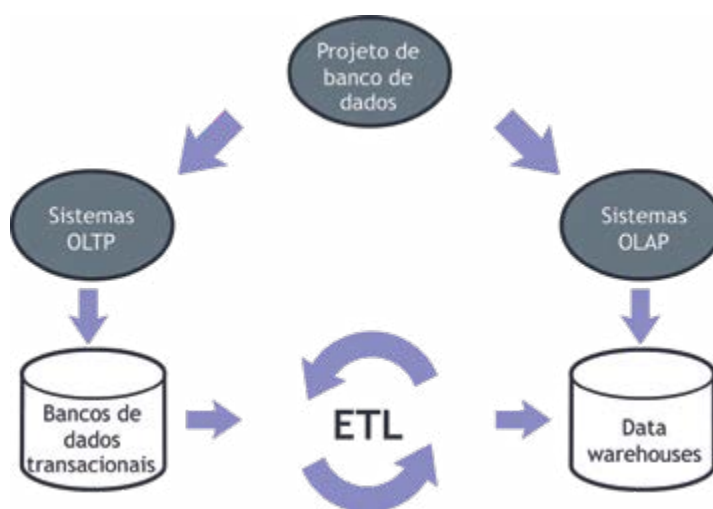 Projeto de
banco de
dados
Sistemas
OLTP
Sistemas
OLAP
Bancos de
dados
transacionais
ETL
Data
warehouses